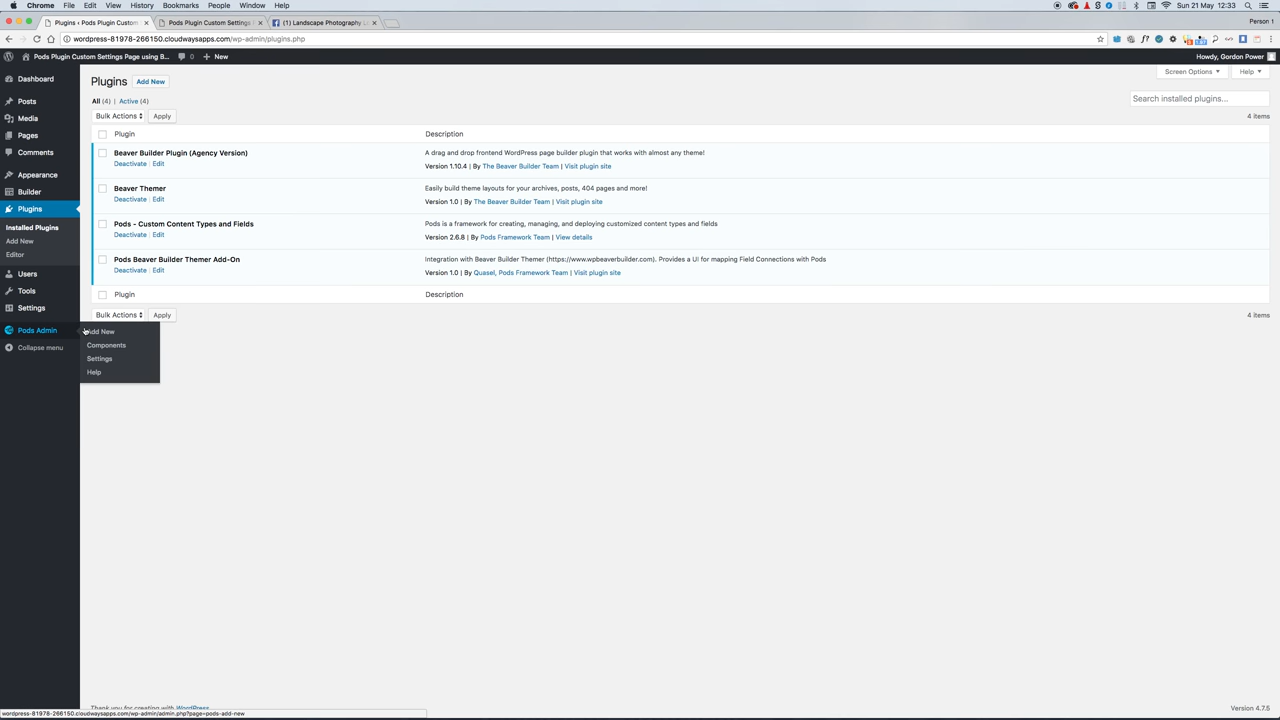 Chrome File Edit View History Bookmarks People Window Help Sun 21 May 12:33
Plugins ‹ Pods Plugin Custom Pods Plugin Custom Settings (1) Landscape Photography Person 1
wordpress-81978-266150.cloudwaysapps.com/wp-admin/plugins.php
Pods Plugin Custom Settings Page using B... 0 + New Howdy, Gordon Power
Screen Options Help
Dashboard
Posts
Media
Pages
Comments
Appearance
Builder
Plugins
Installed Plugins
Add New
Editor
Users
Tools
Settings
Pods Admin
Collapse menu
Add New
Components
Settings
Help
Plugins Add New
All (4) | Active (4)
Search installed plugins...
Bulk Actions Apply 4 items
Plugin Description
Beaver Builder Plugin (Agency Version) A drag and drop frontend WordPress page builder plugin that works with almost any theme!
Deactivate | Edit Version 1.10.4 | By The Beaver Builder Team | Visit plugin site
Beaver Themer Easily build theme layouts for your archives, posts, 404 pages and more!
Deactivate | Edit Version 1.0 | By The Beaver Builder Team | Visit plugin site
Pods - Custom Content Types and Fields Pods is a framework for creating, managing, and deploying customized content types and fields
Deactivate | Edit Version 2.6.8 | By Pods Framework Team | View details
Pods Beaver Builder Themer Add-On Integration with Beaver Builder Themer (https://www.wpbeaverbuilder.com). Provides a UI for mapping Field Connections with Pods
Deactivate | Edit Version 1.0 | By Quasel, Pods Framework Team | Visit plugin site
Plugin Description
Bulk Actions Apply 4 items
Thank you for creating with WordPress Version 4.7.5
wordpress-81978-266150.cloudwaysapps.com/wp-admin/admin.php?page=pods-add-new